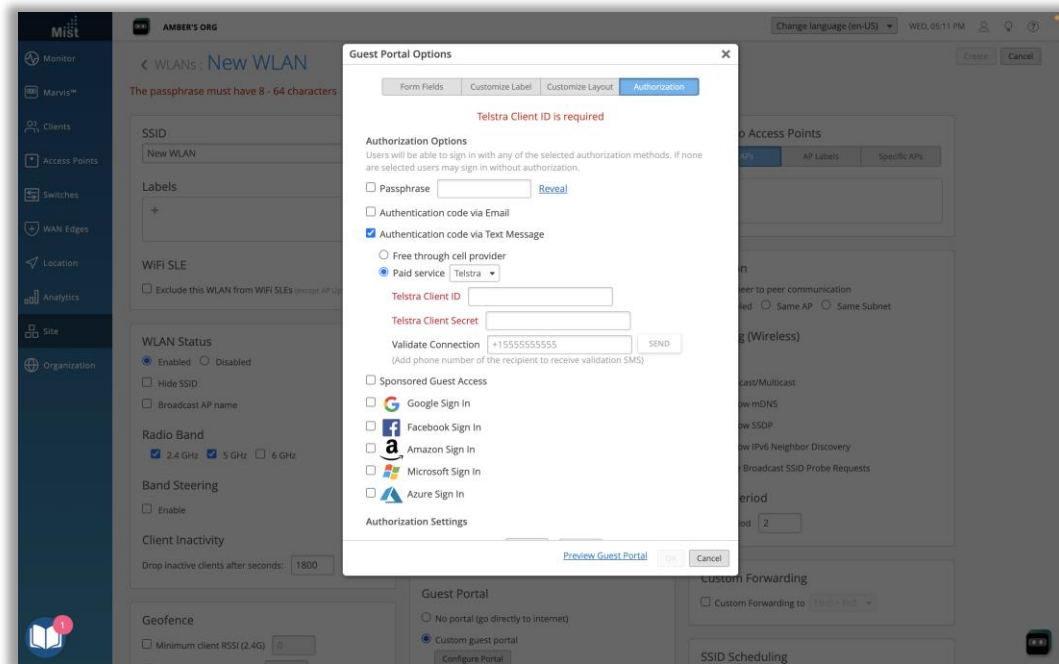 Mist
AMBER'S ORG
Change language (en-US)
WED, 05:11 PM
Monitor
Marvis™
Clients
Access Points
Switches
WAN Edges
Location
Analytics
Site
Organization
1
WLANs : New WLAN
Create
Cancel
The passphrase must have 8 - 64 characters
SSID
New WLAN
Labels
+
WiFi SLE
Exclude this WLAN from WiFi SLEs (except AP
WLAN Status
Enabled
Disabled
Hide SSID
Broadcast AP name
Radio Band
2.4 GHz
5 GHz
6 GHz
Band Steering
Enable
Client Inactivity
Drop inactive clients after seconds: 1800
Geofence
Minimum client RSSI (2.4G) 0
Guest Portal Options
Form Fields
Customize Label
Customize Layout
Authorization
Telstra Client ID is required
Authorization Options
Users will be able to sign in with any of the selected authorization methods. If none
are selected users may sign in without authorization.
Passphrase
Reveal
Authentication code via Email
Authentication code via Text Message
Free through cell provider
Paid service Telstra
Telstra Client ID
Telstra Client Secret
Validate Connection +15555555555 SEND
(Add phone number of the recipient to receive validation SMS)
Sponsored Guest Access
Google Sign In
Facebook Sign In
a Amazon Sign In
Microsoft Sign In
Azure Sign In
Authorization Settings
Preview Guest Portal
OK
Cancel
Guest Portal
No portal (go directly to internet)
Custom guest portal
Configure Portal
o Access Points
APs
AP Labels
Specific APs
n
eer to peer communication
led
Same AP
Same Subnet
g (Wireless)
cast/Multicast
ow mDNS
ow SSDP
ow IPv6 Neighbor Discovery
Broadcast SSID Probe Requests
eriod
od 2
Custom Forwarding
Custom Forwarding to
SSID Scheduling